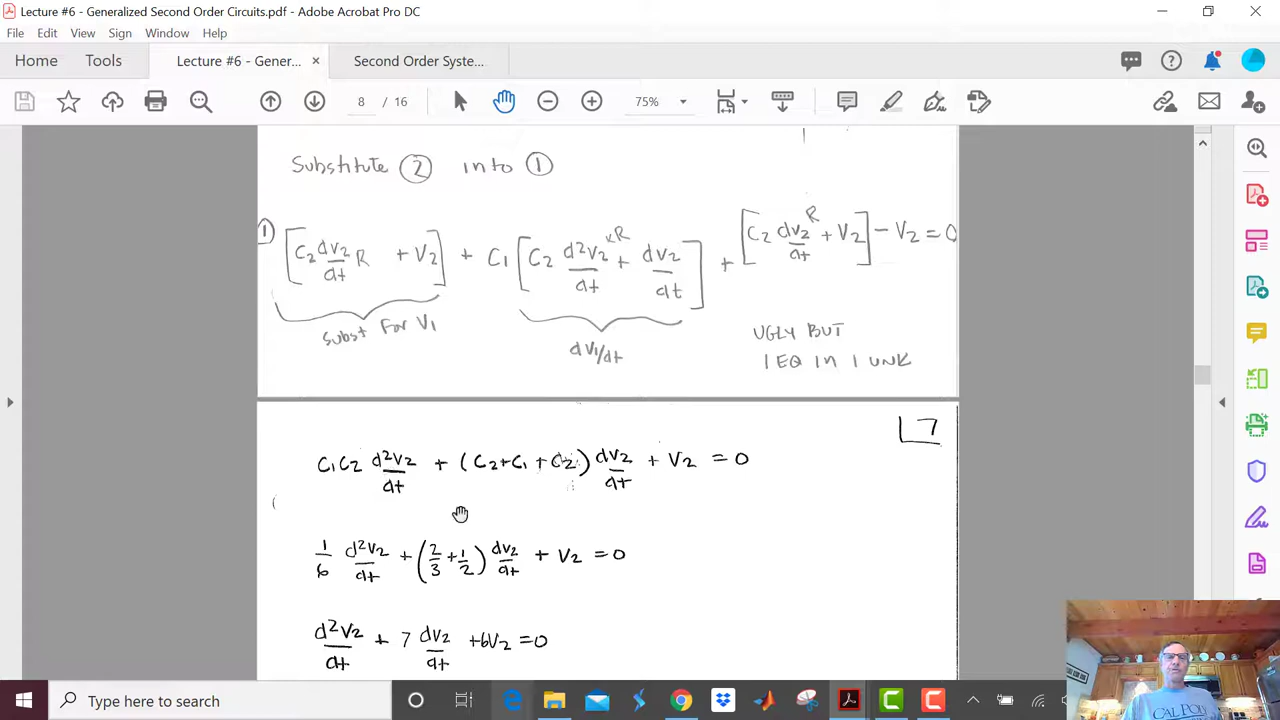 Lecture #6 - Generalized Second Order Circuits.pdf - Adobe Acrobat Pro DC
File Edit View Sign Window Help
Home Tools Lecture #6 - Gener... × Second Order Syste...
8 / 16 75%
Substitute ② into ①
① [C2 dv2/dt R + V2] + C1 [C2 d2v2/dt R + dv2/dt] + [C2 dv2/dt R + V2] - V2 = 0
Subst For V1
dV1/dt
UGLY BUT
1 EQ in 1 UNK
7
C1C2 d2v2/dt + (C2+C1+C2) dv2/dt + V2 = 0
1/6 d2v2/dt + (2/3 + 1/2) dv2/dt + V2 = 0
d2v2/dt + 7 dv2/dt + 6V2 = 0
Type here to search
CAL POLY